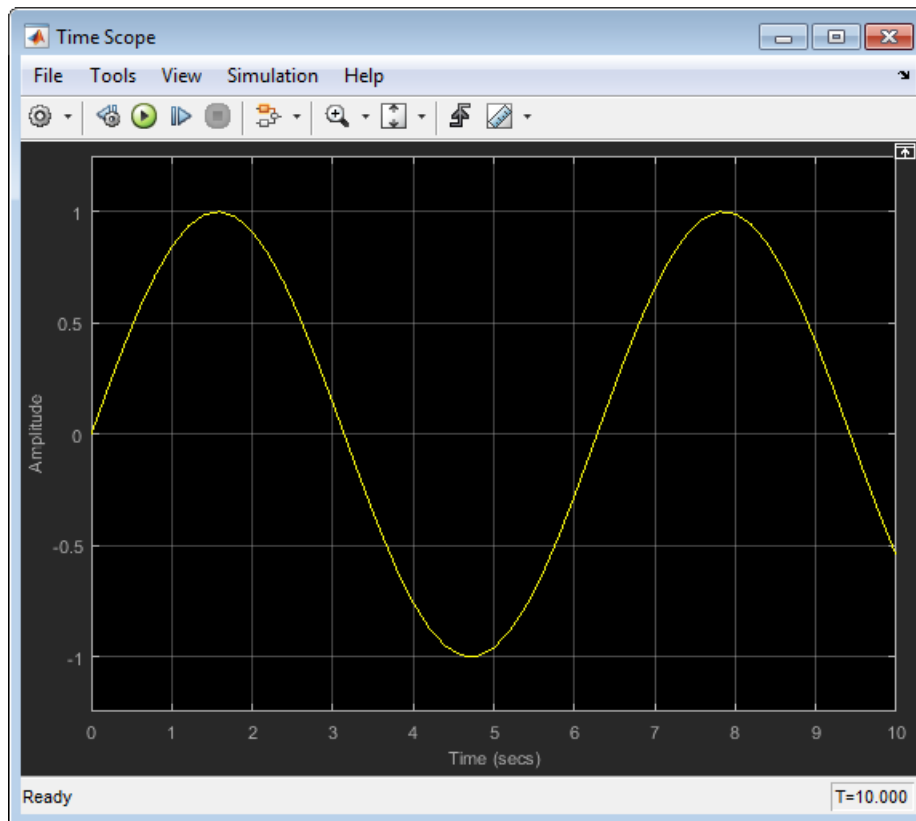 Time Scope
File Tools View Simulation Help
1
0.5
0
-0.5
-1
Amplitude
0 1 2 3 4 5 6 7 8 9 10
Time (secs)
Ready T=10.000